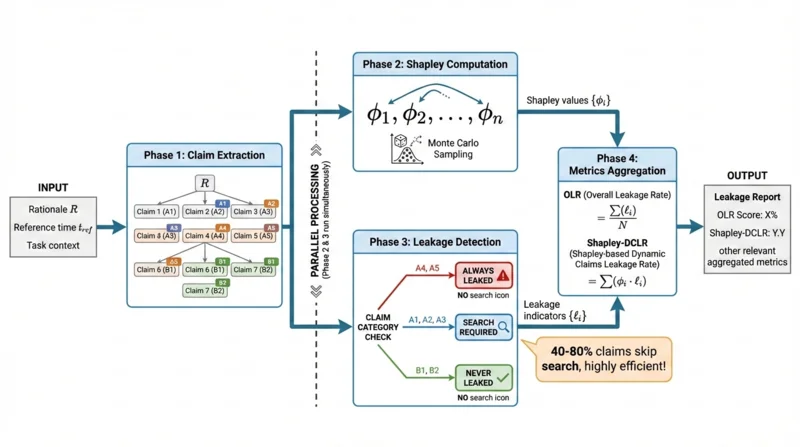 INPUT
Rationale R
Reference time t_ref
Task context
Phase 1: Claim Extraction
R
A1
A2
Claim 1 (A1)
Claim 2 (A2)
Claim 3 (A3)
A3
A4
A5
Claim 4 (A3)
Claim 4 (A4)
Claim 5 (A5)
B1
B1
Claim 6 (B1)
Claim 6 (B1)
Claim 7 (B2)
B2
Claim 7 (B2)
PARALLEL PROCESSING
(Phase 2 & 3 run simultaneously)
Phase 2: Shapley Computation
ϕ1, ϕ2, . . . , ϕn
Monte Carlo
Sampling
Shapley values {ϕi}
Phase 3: Leakage Detection
CLAIM
CATEGORY
CHECK
A4, A5
ALWAYS
LEAKED
NO search icon
A1, A2, A3
SEARCH
REQUIRED
B1, B2
NEVER
LEAKED
NO search icon
Leakage
indicators {ℓi}
40-80% claims skip
search, highly efficient!
Phase 4:
Metrics Aggregation
OLR (Overall Leakage Rate)
= ∑(ℓi) / N
Shapley-DCLR
(Shapley-based Dynamic
Claims Leakage Rate)
= ∑(ϕi · ℓi)
OUTPUT
Leakage Report
OLR Score: X%
Shapley-DCLR: Y.Y
other relevant
aggregated metrics